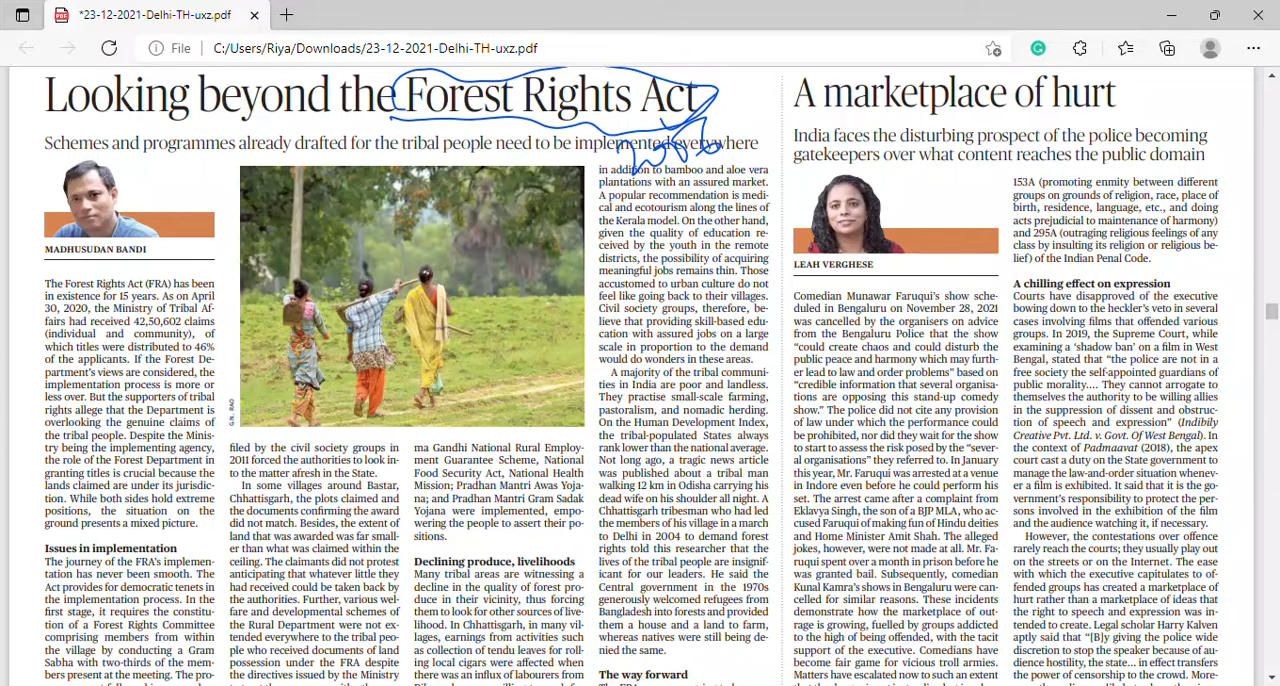 *23-12-2021-Delhi-TH-uxz.pdf
File
C:/Users/Riya/Downloads/23-12-2021-Delhi-TH-uxz.pdf
Looking beyond the Forest Rights Act
Schemes and programmes already drafted for the tribal people need to be implemented everywhere
MADHUSUDAN BANDI
The Forest Rights Act (FRA) has been
in existence for 15 years. As on April
30, 2020, the Ministry of Tribal Af-
fairs had received 42,50,602 claims
(individual and community), of
which titles were distributed to 46%
of the applicants. If the Forest De-
partment's views are considered, the
implementation process is more or
less over. But the supporters of tribal
rights allege that the Department is
overlooking the genuine claims of
the tribal people. Despite the Minis-
try being the implementing agency,
the role of the Forest Department in
granting titles is crucial because the
lands claimed are under its jurisdic-
tion. While both sides hold extreme
positions, the situation on the
ground presents a mixed picture.
Issues in implementation
The journey of the FRA's implemen-
tation has never been smooth. The
Act provides for democratic tenets in
the implementation process. In the
first stage, it requires the constitu-
tion of a Forest Rights Committee
comprising members from within
the village by conducting a Gram
Sabha with two-thirds of the mem-
bers present at the meeting. The pro-
G.N. RAO
filed by the civil society groups in
2011 forced the authorities to look in-
to the matter afresh in the State.
In some villages around Bastar,
Chhattisgarh, the plots claimed and
the documents confirming the award
did not match. Besides, the extent of
land that was awarded was far small-
er than what was claimed within the
ceiling. The claimants did not protest
anticipating that whatever little they
had received could be taken back by
the authorities. Further, various wel-
fare and developmental schemes of
the Rural Department were not ex-
tended everywhere to the tribal peo-
ple who received documents of land
possession under the FRA despite
the directives issued by the Ministry
ma Gandhi National Rural Employ-
ment Guarantee Scheme, National
Food Security Act, National Health
Mission; Pradhan Mantri Awas Yoja-
na; and Pradhan Mantri Gram Sadak
Yojana were implemented, empo-
wering the people to assert their po-
sitions.
Declining produce, livelihoods
Many tribal areas are witnessing a
decline in the quality of forest pro-
duce in their vicinity, thus forcing
them to look for other sources of live-
lihood. In Chhattisgarh, in many vil-
lages, earnings from activities such
as collection of tendu leaves for rol-
ling local cigars were affected when
there was an influx of labourers from
in addition to bamboo and aloe vera
plantations with an assured market.
A popular recommendation is medi-
cal and ecotourism along the lines of
the Kerala model. On the other hand,
given the quality of education re-
ceived by the youth in the remote
districts, the possibility of acquiring
meaningful jobs remains thin. Those
accustomed to urban culture do not
feel like going back to their villages.
Civil society groups, therefore, be-
lieve that providing skill-based edu-
cation with assured jobs on a large
scale in proportion to the demand
would do wonders in these areas.
A majority of the tribal communi-
ties in India are poor and landless.
They practise small-scale farming,
pastoralism, and nomadic herding.
On the Human Development Index,
the tribal-populated States always
rank lower than the national average.
Not long ago, a tragic news article
was published about a tribal man
walking 12 km in Odisha carrying his
dead wife on his shoulder all night. A
Chhattisgarh tribesman who had led
the members of his village in a march
to Delhi in 2004 to demand forest
rights told this researcher that the
lives of the tribal people are insignif-
icant for our leaders. He said the
Central government in the 1970s
generously welcomed refugees from
Bangladesh into forests and provided
them a house and a land to farm,
whereas natives were still being de-
nied the same.
The way forward
A marketplace of hurt
India faces the disturbing prospect of the police becoming
gatekeepers over what content reaches the public domain
LEAH VERGHESE
Comedian Munawar Faruqui's show sche-
duled in Bengaluru on November 28, 2021
was cancelled by the organisers on advice
from the Bengaluru Police that the show
"could create chaos and could disturb the
public peace and harmony which may furth-
er lead to law and order problems" based on
"credible information that several organisa-
tions are opposing this stand-up comedy
show." The police did not cite any provision
of law under which the performance could
be prohibited, nor did they wait for the show
to start to assess the risk posed by the "sever-
al organisations" they referred to. In January
this year, Mr. Faruqui was arrested at a venue
in Indore even before he could perform his
set. The arrest came after a complaint from
Eklavya Singh, the son of a BJP MLA, who ac-
cused Faruqui of making fun of Hindu deities
and Home Minister Amit Shah. The alleged
jokes, however, were not made at all. Mr. Fa-
ruqui spent over a month in prison before he
was granted bail. Subsequently, comedian
Kunal Kamra's shows in Bengaluru were can-
celled for similar reasons. These incidents
demonstrate how the marketplace of out-
rage is growing, fuelled by groups addicted
to the high of being offended, with the tacit
support of the executive. Comedians have
become fair game for vicious troll armies.
Matters have escalated now to such an extent
153A (promoting enmity between different
groups on grounds of religion, race, place of
birth, residence, language, etc., and doing
acts prejudicial to maintenance of harmony)
and 295A (outraging religious feelings of any
class by insulting its religion or religious be-
lief) of the Indian Penal Code.
A chilling effect on expression
Courts have disapproved of the executive
bowing down to the heckler's veto in several
cases involving films that offended various
groups. In 2019, the Supreme Court, while
examining a 'shadow ban' on a film in West
Bengal, stated that "the police are not in a
free society the self-appointed guardians of
public morality.... They cannot arrogate to
themselves the authority to be willing allies
in the suppression of dissent and obstruc-
tion of speech and expression" (Indibily
Creative Pvt. Ltd. v. Govt. Of West Bengal). In
the context of Padmaavat (2018), the apex
court cast a duty on the State government to
manage the law-and-order situation whenev-
er a film is exhibited. It said that it is the go-
vernment's responsibility to protect the per-
sons involved in the exhibition of the film
and the audience watching it, if necessary.
However, the contestations over offence
rarely reach the courts; they usually play out
on the streets or on the Internet. The ease
with which the executive capitulates to of-
fended groups has created a marketplace of
hurt rather than a marketplace of ideas that
the right to speech and expression was in-
tended to create. Legal scholar Harry Kalven
aptly said that "[B]y giving the police wide
discretion to stop the speaker because of au-
dience hostility, the state... in effect transfers
the power of censorship to the crowd. More-